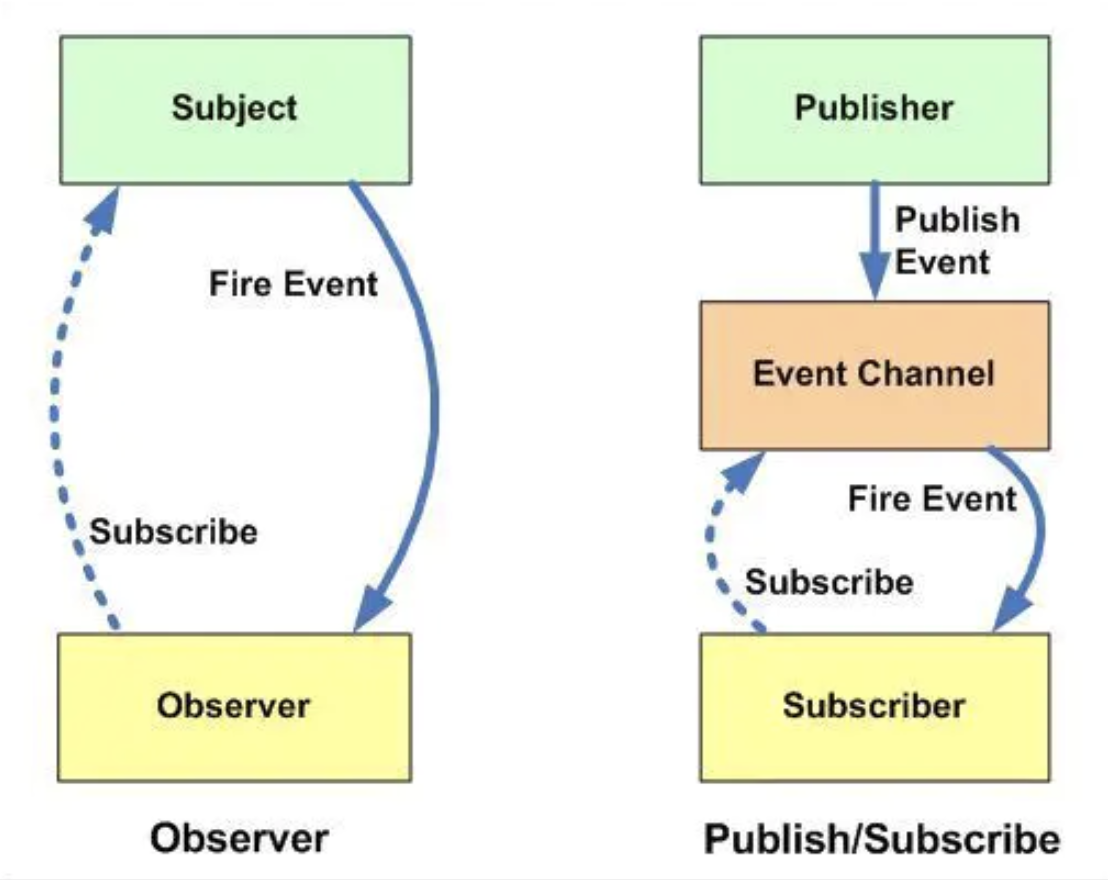 Subject
Fire Event
Subscribe
Observer
Observer
Publisher
Publish
Event
Event Channel
Fire Event
Subscribe
Subscriber
Publish/Subscribe